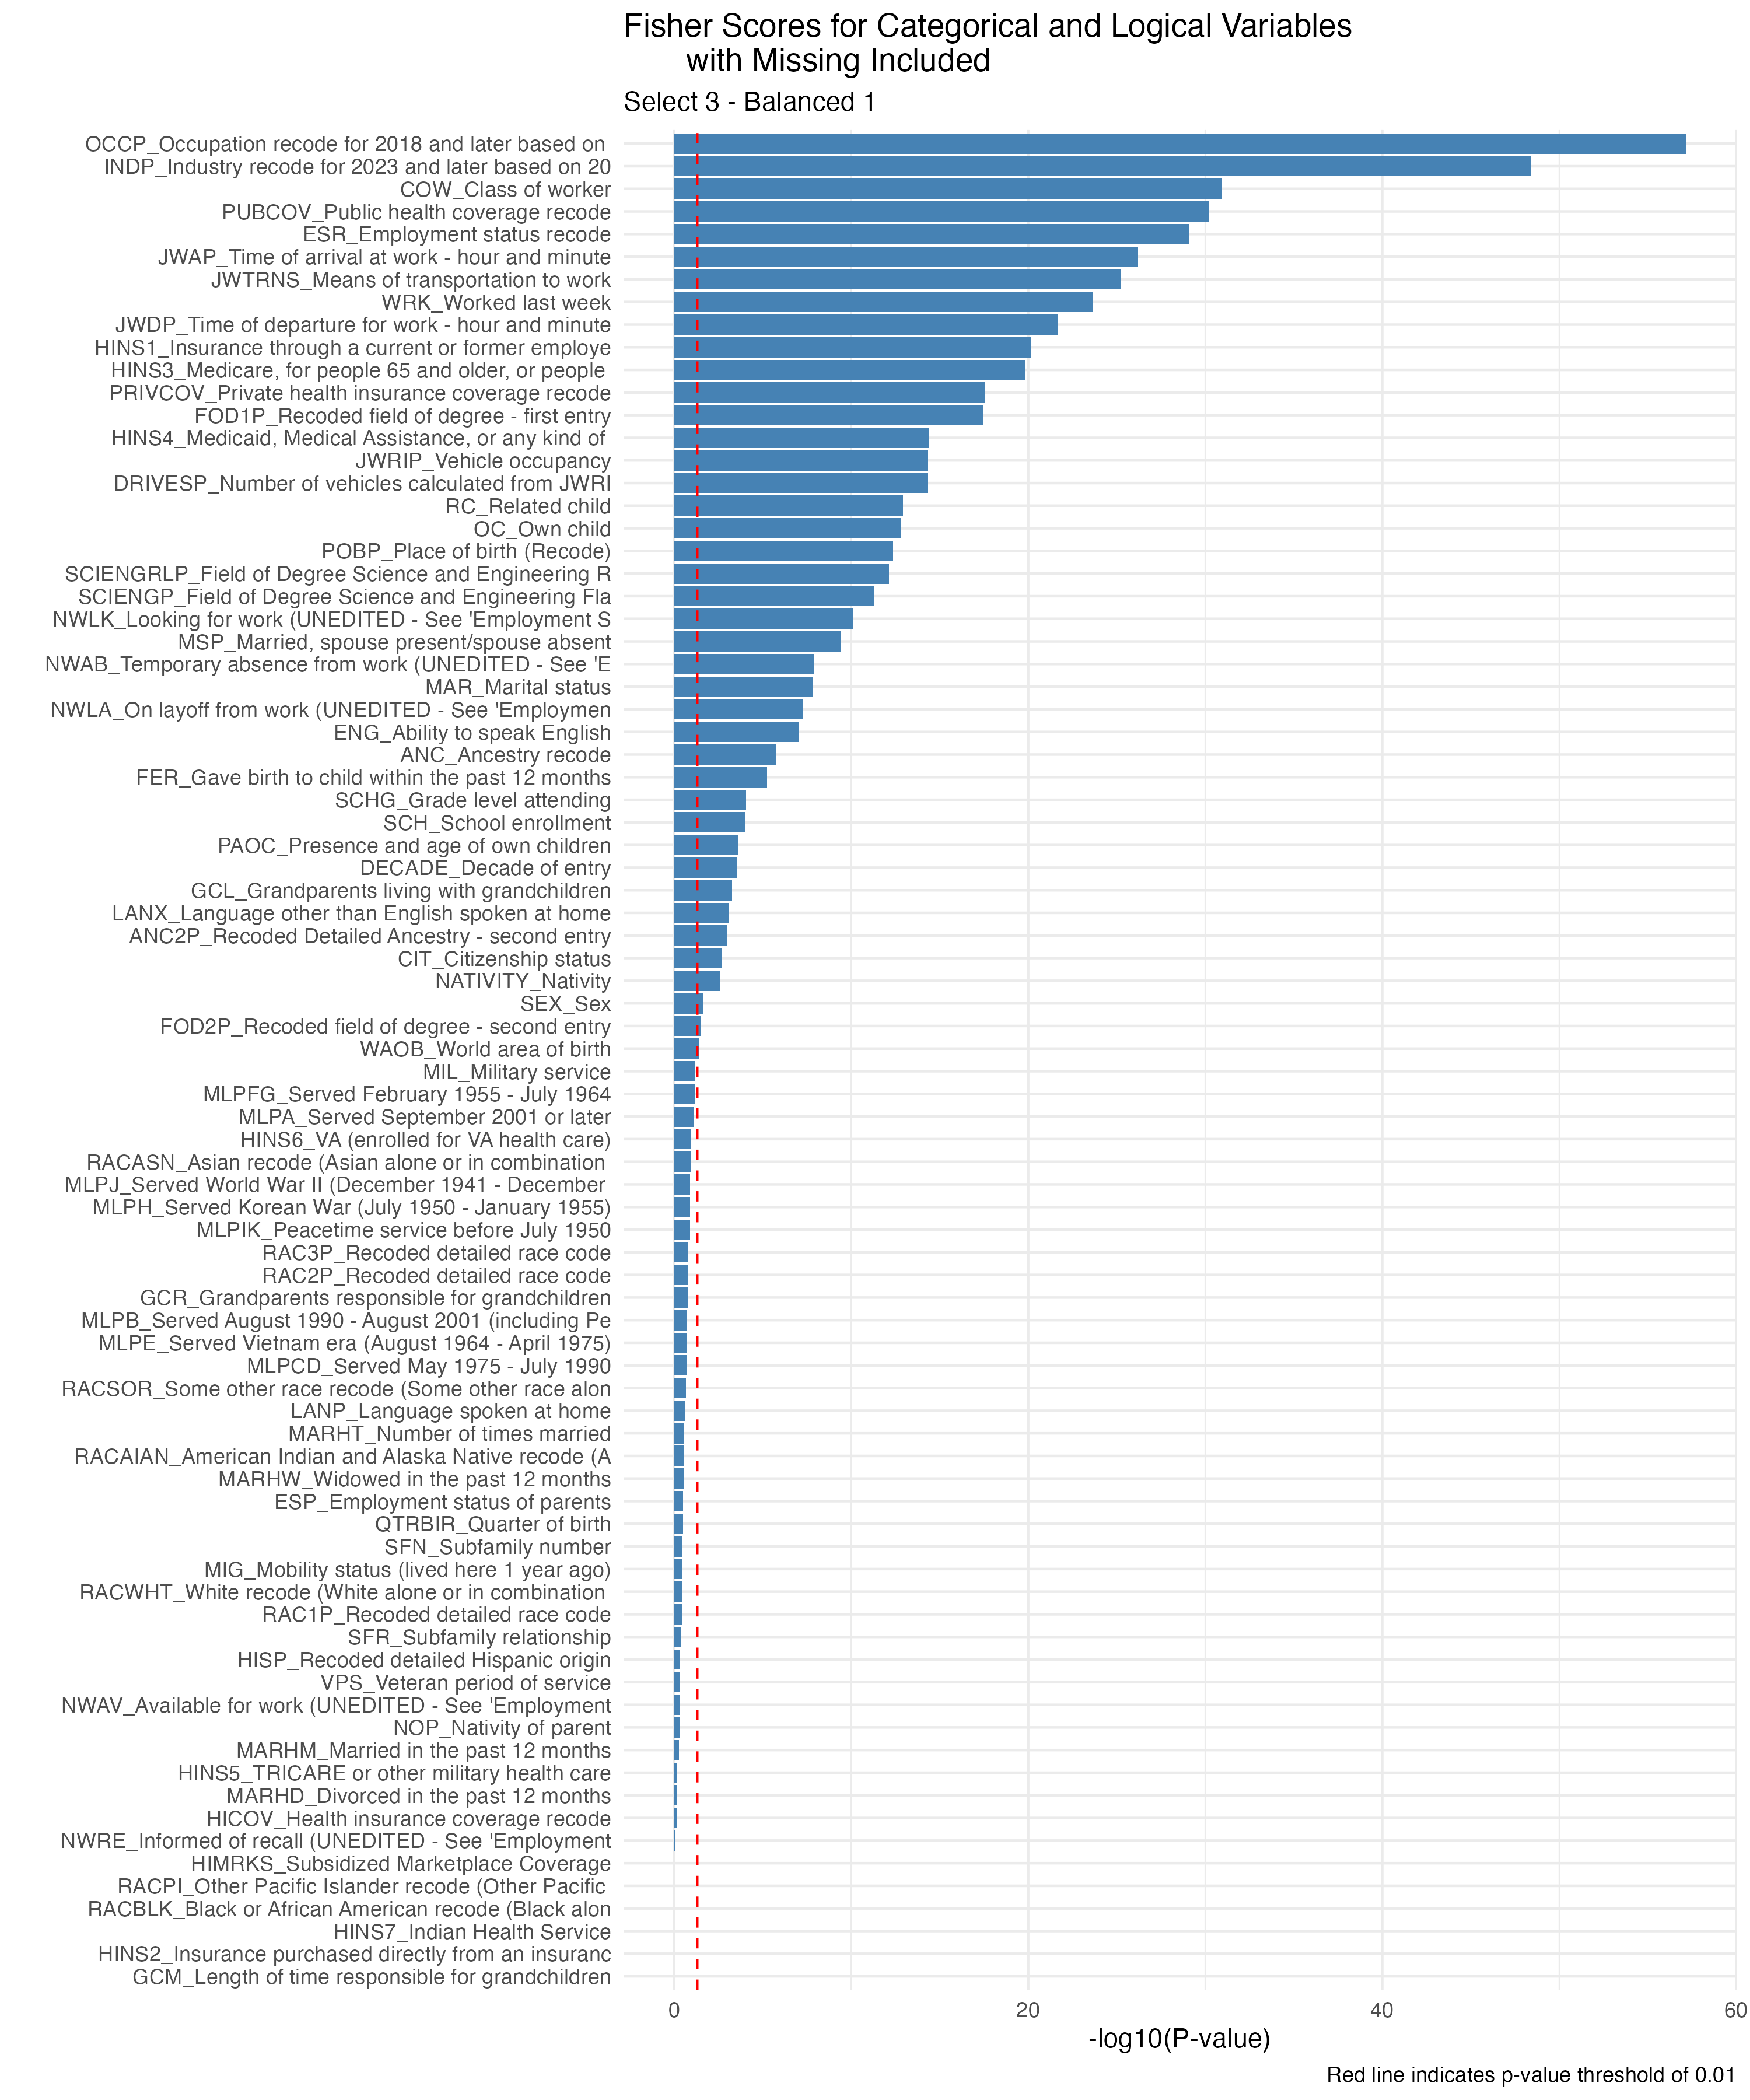 Fisher Scores for Categorical and Logical Variables
with Missing Included
Select 3 - Balanced 1
OCCP_Occupation recode for 2018 and later based on
INDP_Industry recode for 2023 and later based on 20
COW_Class of worker
PUBCOV_Public health coverage recode
ESR_Employment status recode
JWAP_Time of arrival at work - hour and minute
JWTRNS_Means of transportation to work
WRK_Worked last week
JWDP_Time of departure for work - hour and minute
HINS1_Insurance through a current or former employe
HINS3_Medicare, for people 65 and older, or people
PRIVCOV_Private health insurance coverage recode
FOD1P_Recoded field of degree - first entry
HINS4_Medicaid, Medical Assistance, or any kind of
JWRIP_Vehicle occupancy
DRIVESP_Number of vehicles calculated from JWRI
RC_Related child
OC_Own child
POBP_Place of birth (Recode)
SCIENGRLP_Field of Degree Science and Engineering R
SCIENGP_Field of Degree Science and Engineering Fla
NWLK_Looking for work (UNEDITED - See 'Employment S
MSP_Married, spouse present/spouse absent
NWAB_Temporary absence from work (UNEDITED - See 'E
MAR_Marital status
NWLA_On layoff from work (UNEDITED - See 'Employmen
ENG_Ability to speak English
ANC_Ancestry recode
FER_Gave birth to child within the past 12 months
SCHG_Grade level attending
SCH_School enrollment
PAOC_Presence and age of own children
DECADE_Decade of entry
GCL_Grandparents living with grandchildren
LANX_Language other than English spoken at home
ANC2P_Recoded Detailed Ancestry - second entry
CIT_Citizenship status
NATIVITY_Nativity
SEX_Sex
FOD2P_Recoded field of degree - second entry
WAOB_World area of birth
MIL_Military service
MLPFG_Served February 1955 - July 1964
MLPA_Served September 2001 or later
HINS6_VA (enrolled for VA health care)
RACASN_Asian recode (Asian alone or in combination
MLPJ_Served World War II (December 1941 - December
MLPH_Served Korean War (July 1950 - January 1955)
MLPIK_Peacetime service before July 1950
RAC3P_Recoded detailed race code
RAC2P_Recoded detailed race code
GCR_Grandparents responsible for grandchildren
MLPB_Served August 1990 - August 2001 (including Pe
MLPE_Served Vietnam era (August 1964 - April 1975)
MLPCD_Served May 1975 - July 1990
RACSOR_Some other race recode (Some other race alon
LANP_Language spoken at home
MARHT_Number of times married
RACAIAN_American Indian and Alaska Native recode (A
MARHW_Widowed in the past 12 months
ESP_Employment status of parents
QTRBIR_Quarter of birth
SFN_Subfamily number
MIG_Mobility status (lived here 1 year ago)
RACWHT_White recode (White alone or in combination
RAC1P_Recoded detailed race code
SFR_Subfamily relationship
HISP_Recoded detailed Hispanic origin
VPS_Veteran period of service
NWAV_Available for work (UNEDITED - See 'Employment
NOP_Nativity of parent
MARHM_Married in the past 12 months
HINS5_TRICARE or other military health care
MARHD_Divorced in the past 12 months
HICOV_Health insurance coverage recode
NWRE_Informed of recall (UNEDITED - See 'Employment
HIMRKS_Subsidized Marketplace Coverage
RACPI_Other Pacific Islander recode (Other Pacific
RACBLK_Black or African American recode (Black alon
HINS7_Indian Health Service
HINS2_Insurance purchased directly from an insuranc
GCM_Length of time responsible for grandchildren
0 20 40 60
-log10(P-value)
Red line indicates p-value threshold of 0.01